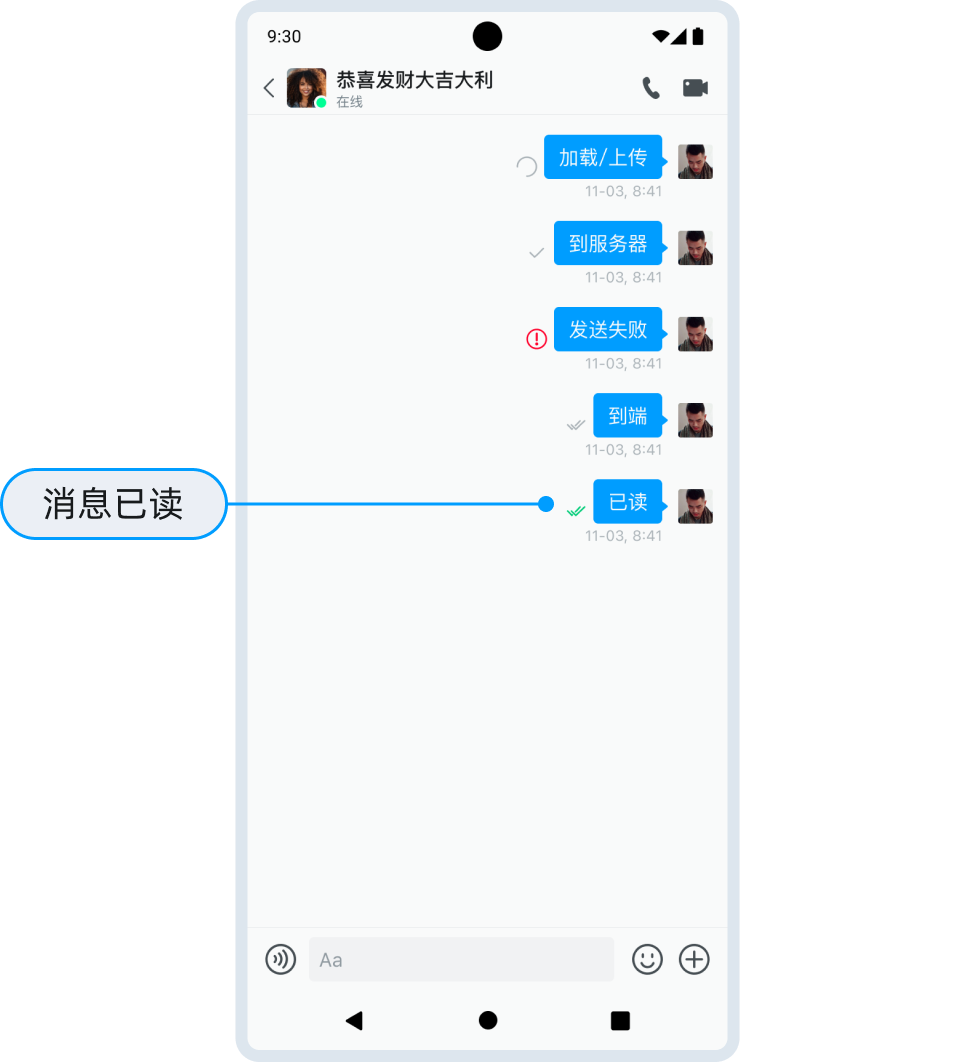 9:30
恭喜发财大吉大利
在线
加载/上传
11-03, 8:41
到服务器
11-03, 8:41
发送失败
11-03, 8:41
到端
11-03, 8:41
消息已读
已读
11-03, 8:41
Aa